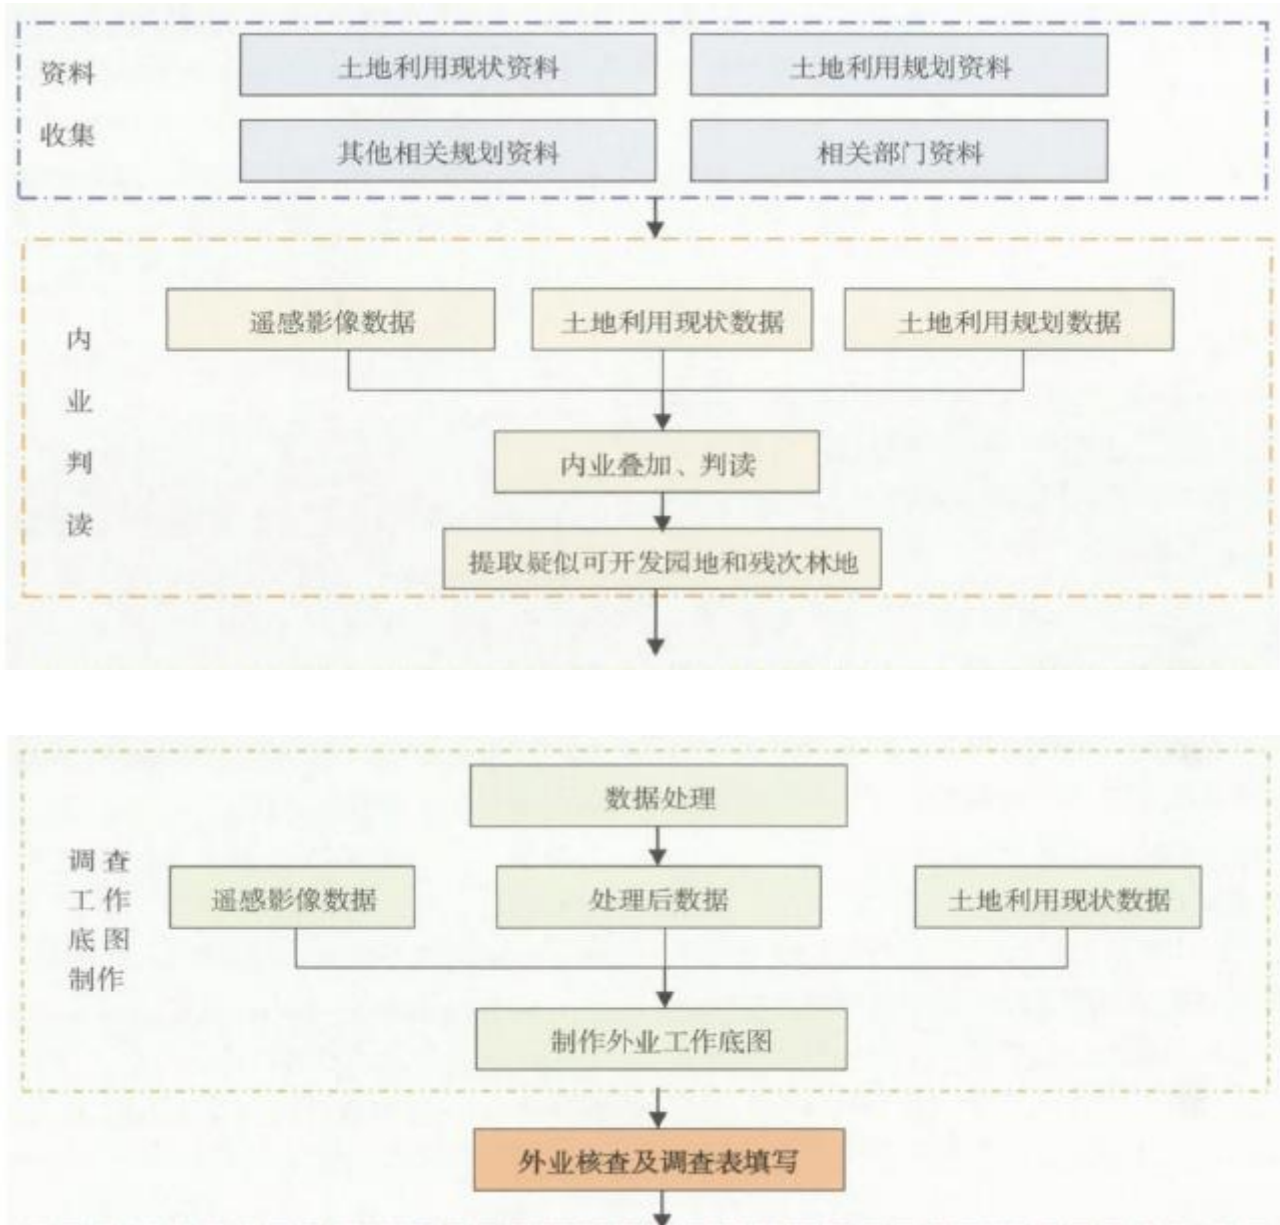 资料
收集
土地利用现状资料
土地利用规划资料
其他相关规划资料
相关部门资料
内
业
判
读
遥感影像数据
土地利用现状数据
土地利用规划数据
内业叠加、判读
提取疑似可开发园地和残次林地
调查
工作
底图
制作
数据处理
遥感影像数据
处理后数据
土地利用现状数据
制作外业工作底图
外业核查及调查表填写